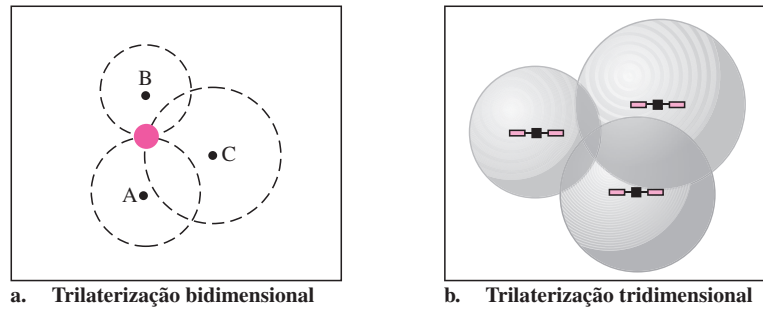 B
C
A
a. Trilaterização bidimensional
b. Trilaterização tridimensional